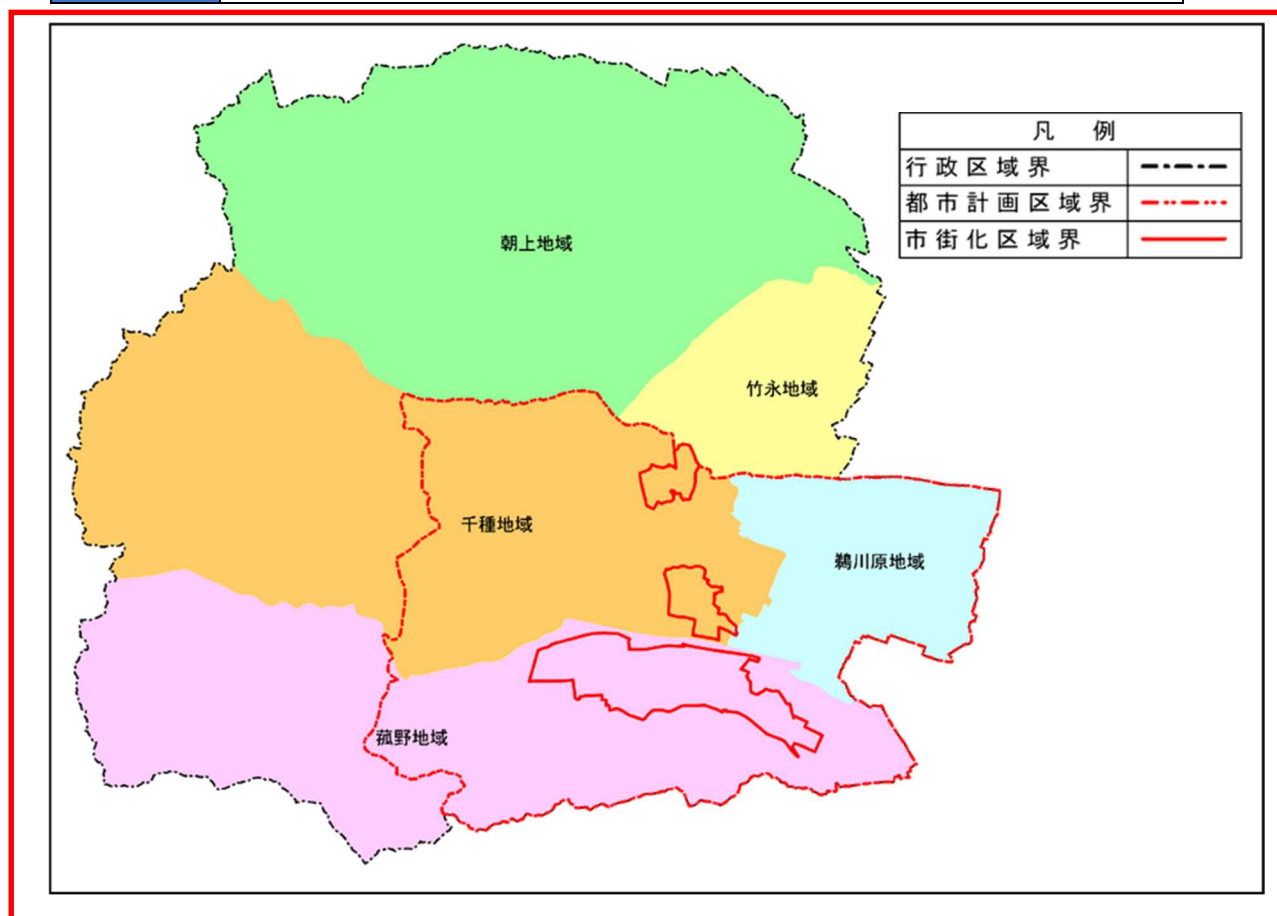 凡 例
行政区域界
都市計画区域界
市街化区域界
朝上地域
竹永地域
千種地域
鵜川原地域
菰野地域